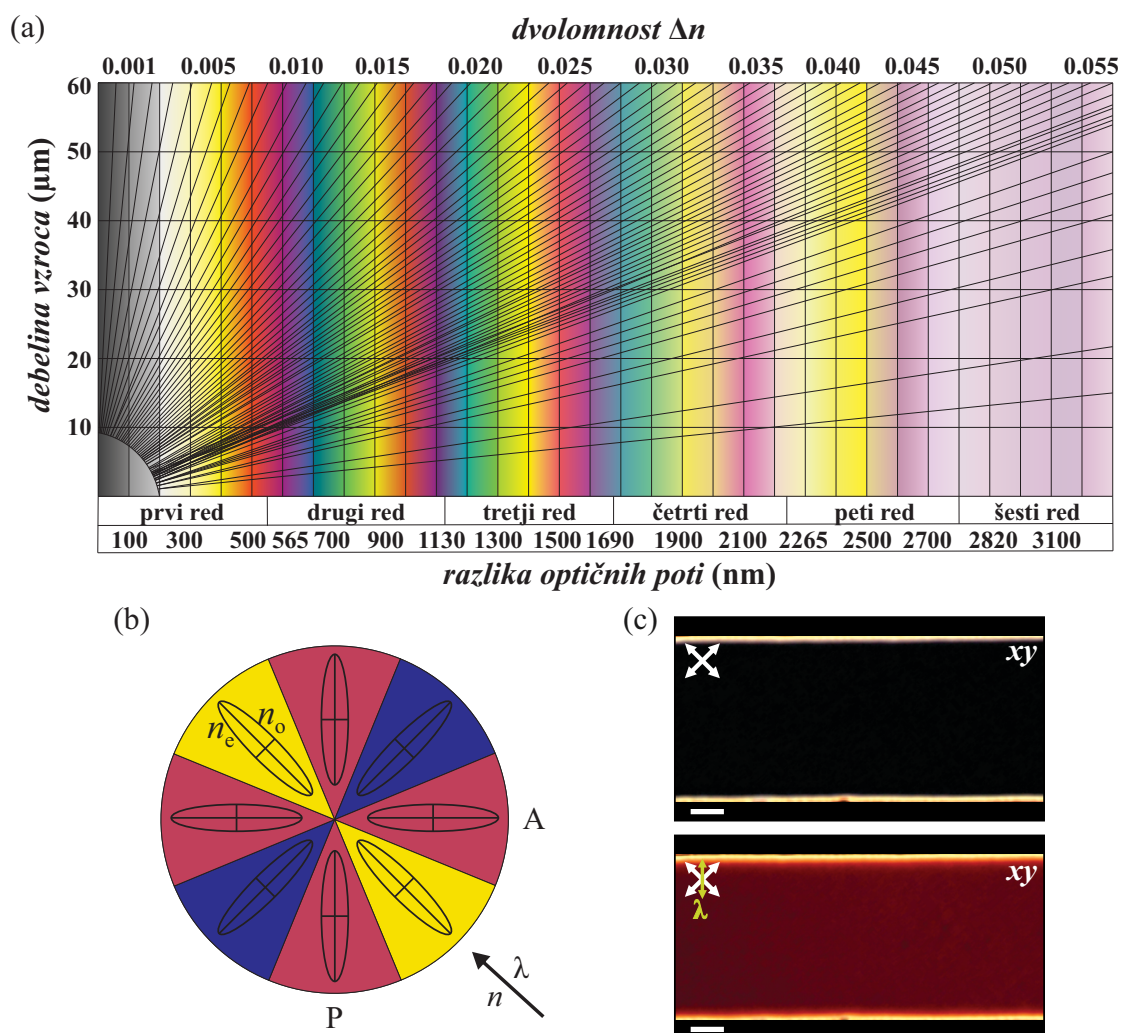 (a)
dvolomnost Δn
0.001 0.005 0.010 0.015 0.020 0.025 0.030 0.035 0.040 0.045 0.050 0.055
debelina vzroca (µm)
60
50
40
30
20
10
prvi red drugi red tretji red četrti red peti red šesti red
100 300 500 565 700 900 1130 1300 1500 1690 1900 2100 2265 2500 2700 2820 3100
razlika optičnih poti (nm)
(b)
n_e n_o
A
P
λ
n
(c)
xy
xy
λ